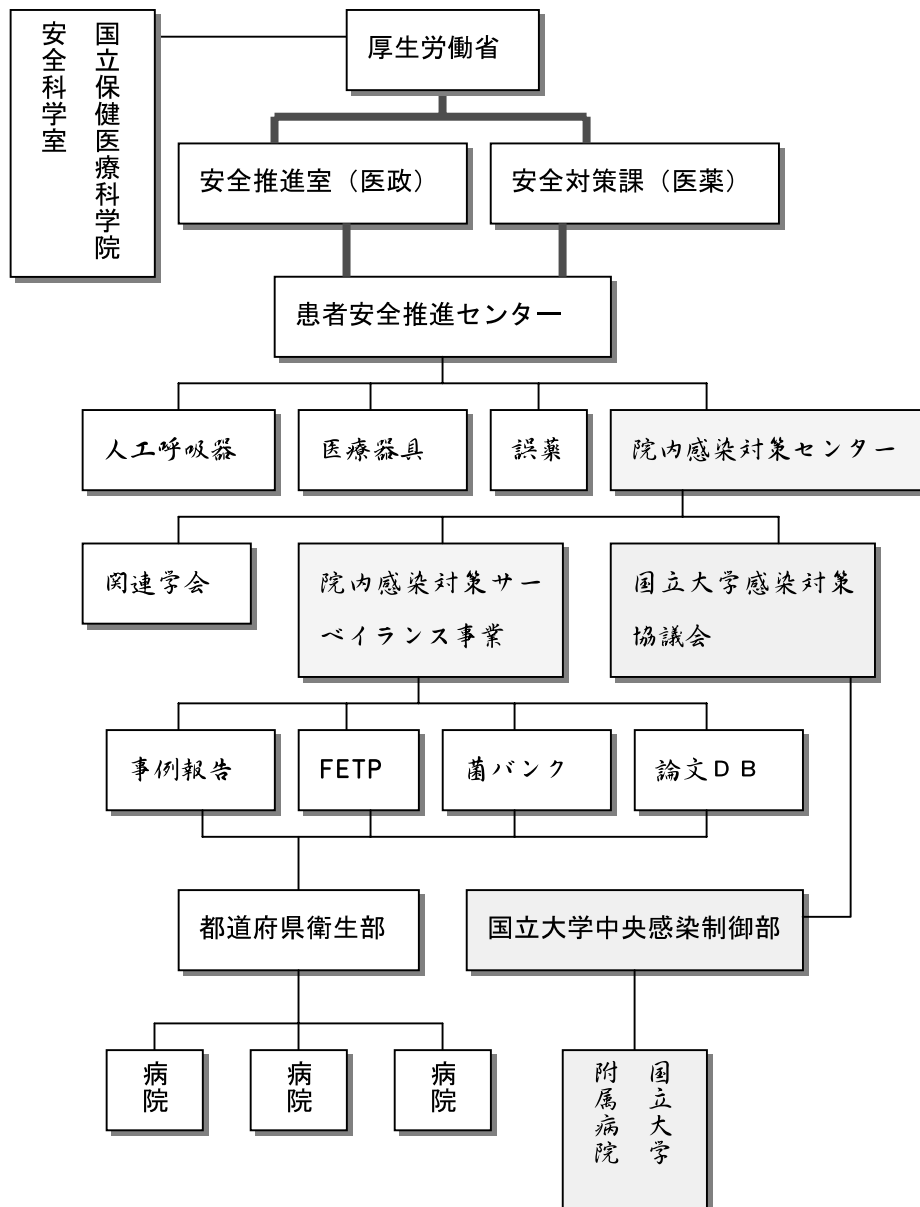 国立保健医療科学院
安全科学室
厚生労働省
安全推進室（医政）
安全対策課（医薬）
患者安全推進センター
人工呼吸器
医療器具
誤薬
院内感染対策センター
関連学会
院内感染対策サー
ベイランス事業
国立大学感染対策
協議会
事例報告
FETP
菌バンク
論文ＤＢ
都道府県衛生部
国立大学中央感染制御部
病院
病院
病院
国立大学
附属病院